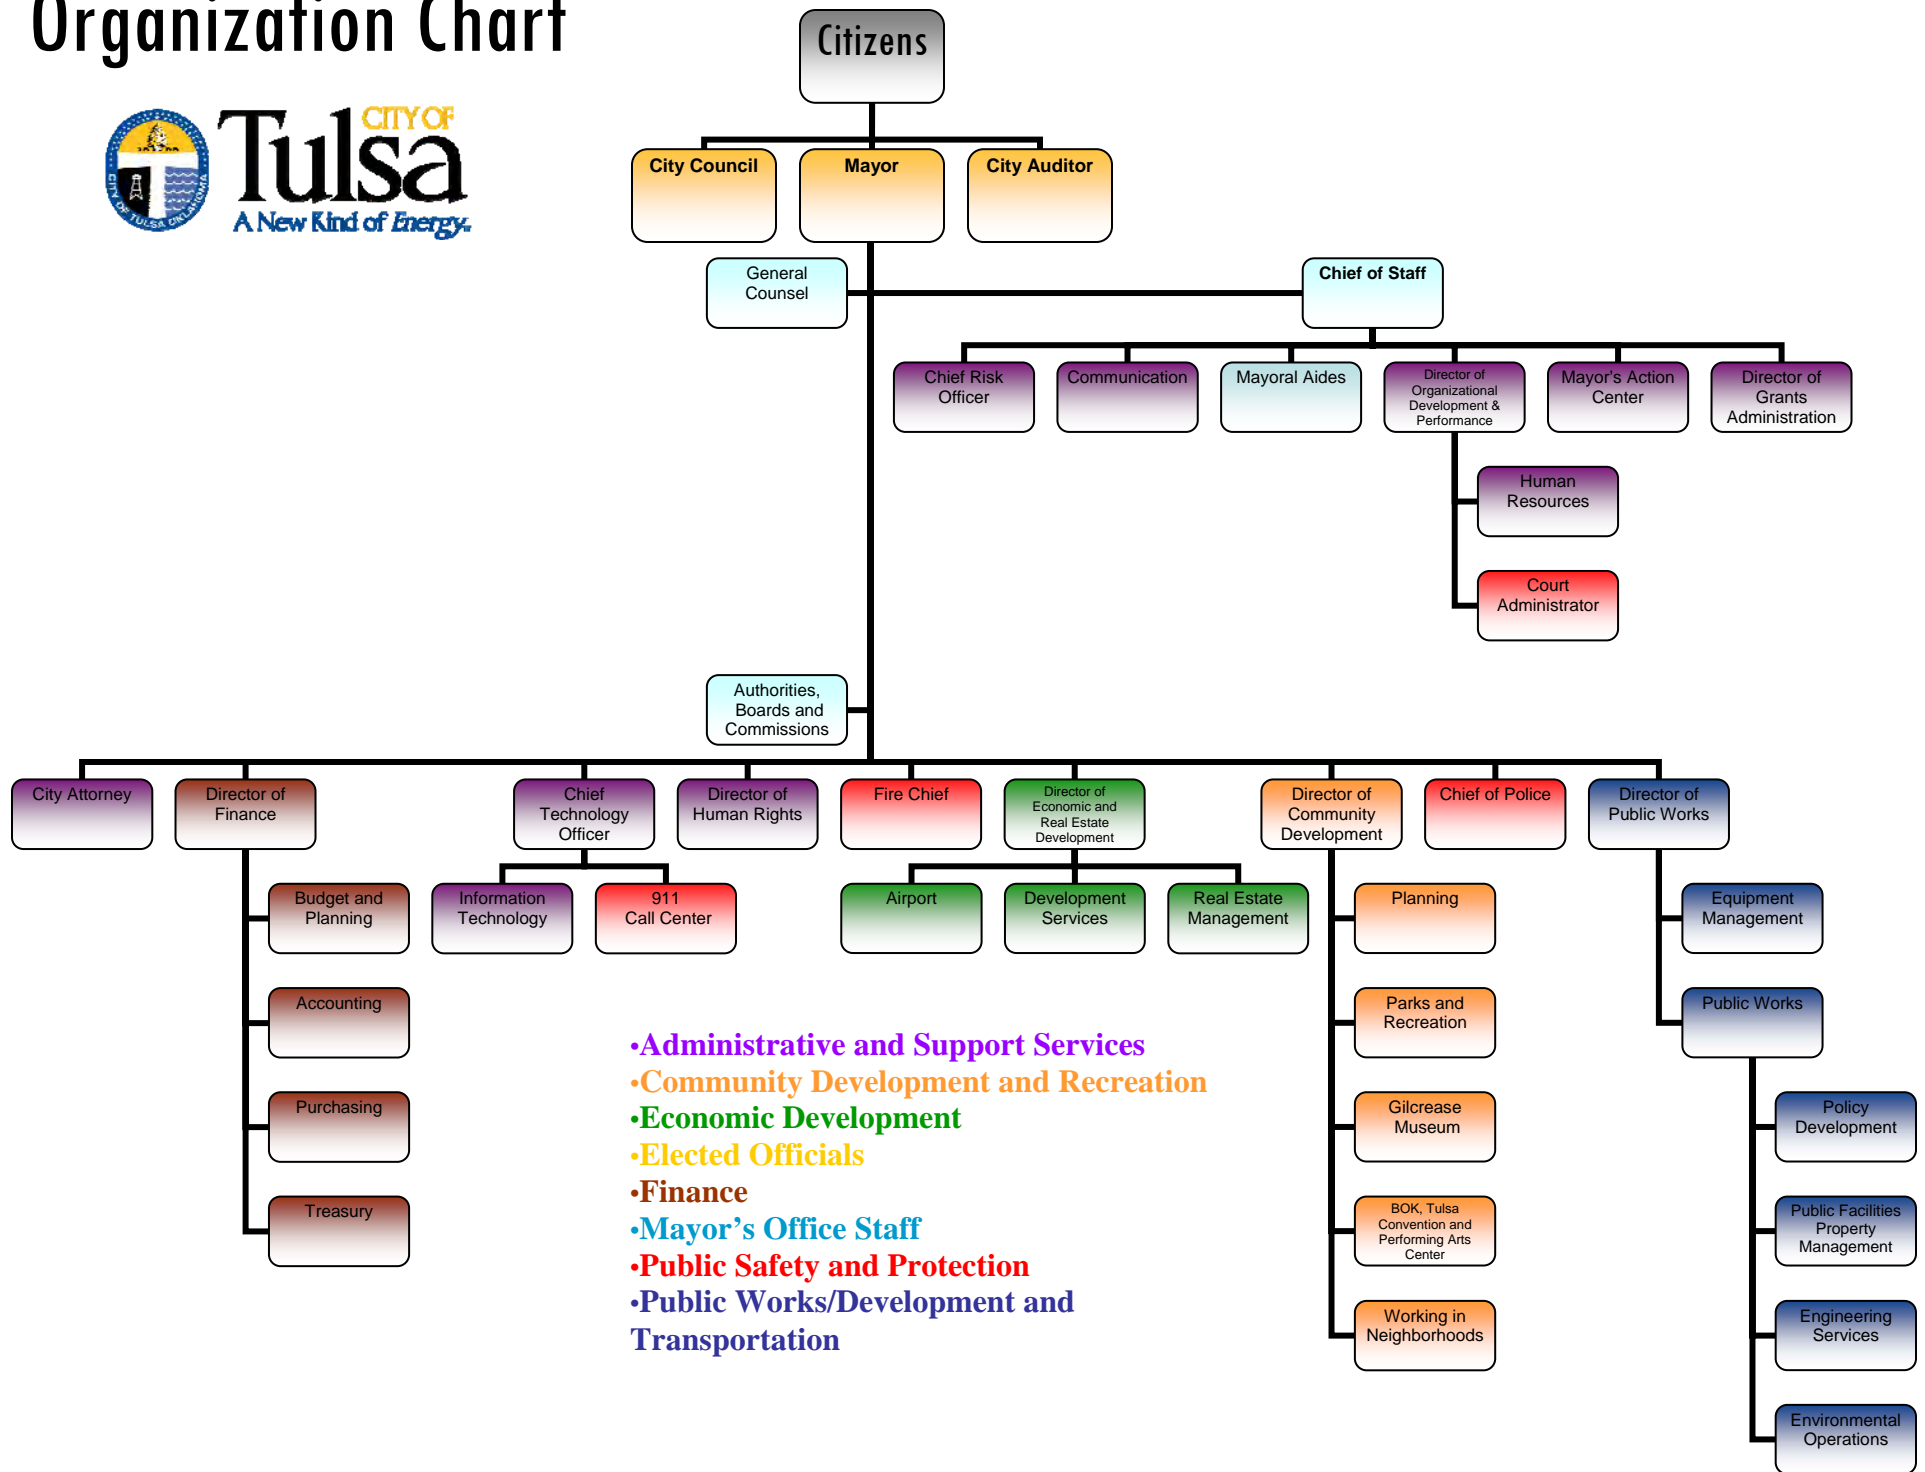 Organization Chart
CITY OF
Tulsa
A New Kind of Energy.
CITY OF TULSA OKLAHOMA
Citizens
City Council
Mayor
City Auditor
General
Counsel
Chief of Staff
Chief Risk
Officer
Communication
Mayoral Aides
Director of
Organizational
Development &
Performance
Mayor's Action
Center
Director of
Grants
Administration
Human
Resources
Court
Administrator
Authorities,
Boards and
Commissions
City Attorney
Director of
Finance
Chief
Technology
Officer
Director of
Human Rights
Fire Chief
Director of
Economic and
Real Estate
Development
Director of
Community
Development
Chief of Police
Director of
Public Works
Budget and
Planning
Information
Technology
911
Call Center
Airport
Development
Services
Real Estate
Management
Planning
Equipment
Management
Accounting
Parks and
Recreation
Public Works
Purchasing
Gilcrease
Museum
Policy
Development
Treasury
BOK, Tulsa
Convention and
Performing Arts
Center
Public Facilities
Property
Management
Working in
Neighborhoods
Engineering
Services
Environmental
Operations
•Administrative and Support Services
•Community Development and Recreation
•Economic Development
•Elected Officials
•Finance
•Mayor's Office Staff
•Public Safety and Protection
•Public Works/Development and
Transportation